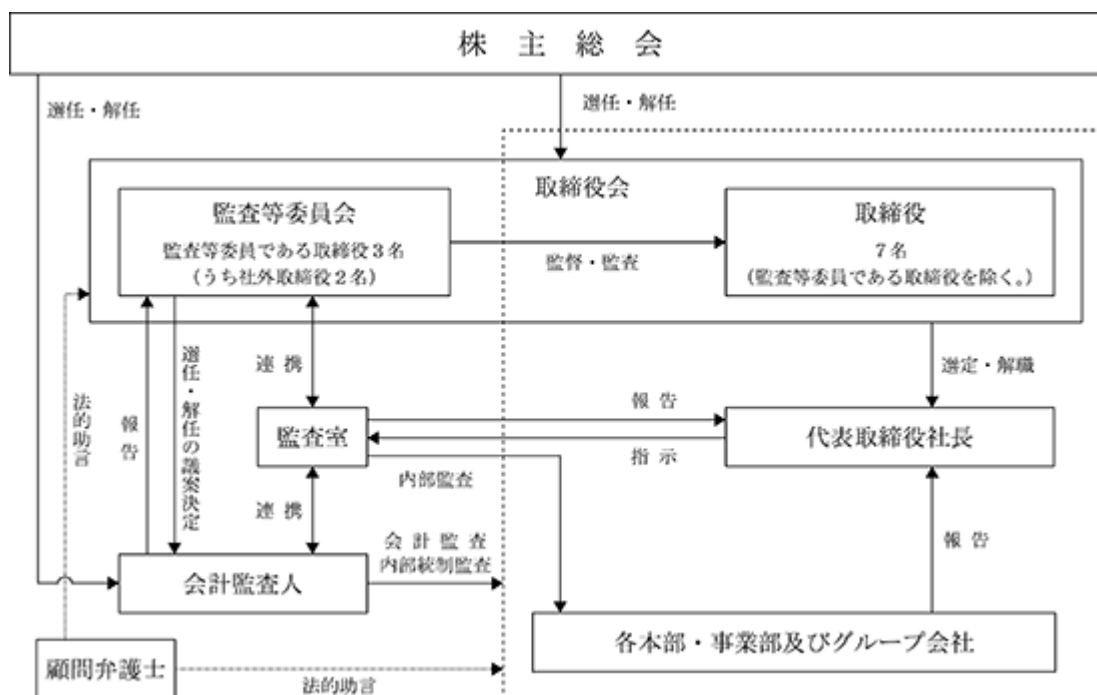 株主総会
選任・解任
選任・解任
取締役会
監査等委員会
監査等委員である取締役3名
(うち社外取締役2名)
監督・監査
取締役
7名
(監査等委員である取締役を除く。)
法的助言
報告
選任・解任の議案決定
連携
選定・解職
監査室
報告
指示
代表取締役社長
内部監査
連携
会計監査
内部統制監査
報告
会計監査人
各本部・事業部及びグループ会社
顧問弁護士
法的助言